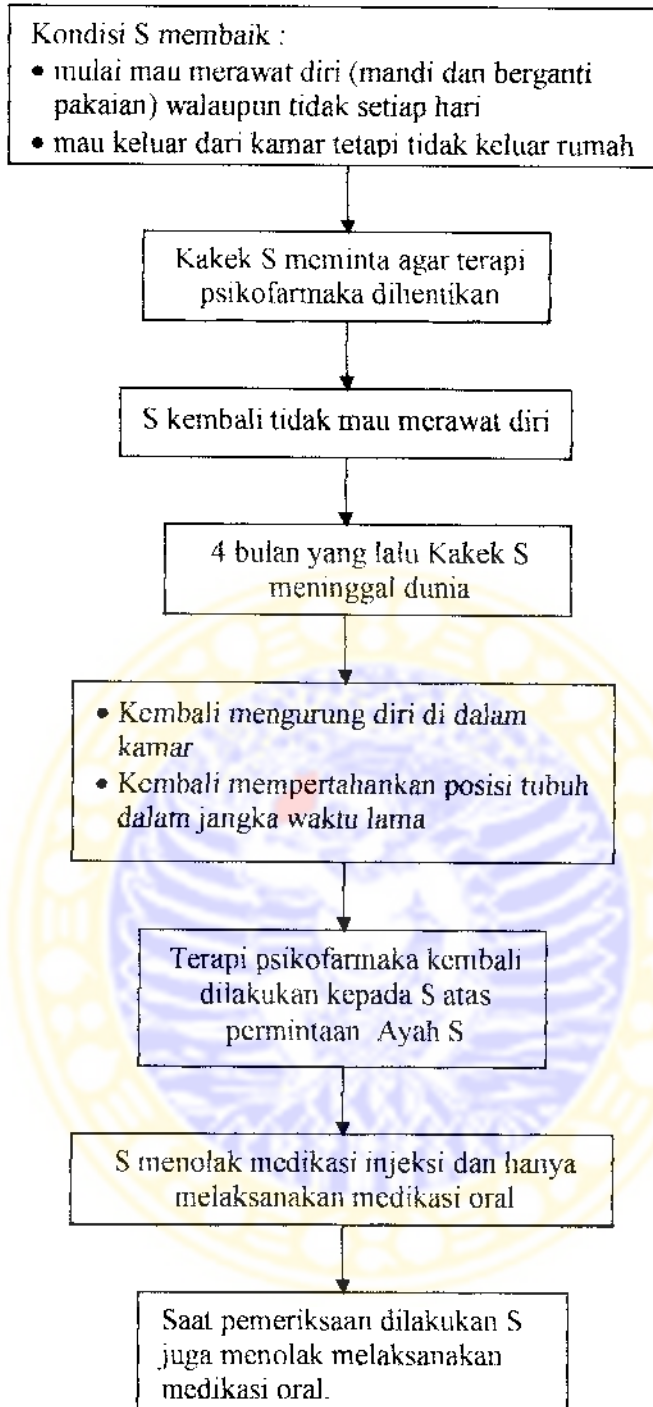 Kondisi S membaik :
• mulai mau merawat diri (mandi dan berganti
pakaian) walaupun tidak setiap hari
• mau keluar dari kamar tetapi tidak keluar rumah
Kakek S meminta agar terapi
psikofarmaka dihentikan
S kembali tidak mau merawat diri
4 bulan yang lalu Kakek S
meninggal dunia
• Kembali mengurung diri di dalam
kamar
• Kembali mempertahankan posisi tubuh
dalam jangka waktu lama
Terapi psikofarmaka kembali
dilakukan kepada S atas
permintaan Ayah S
S menolak medikasi injeksi dan hanya
melaksanakan medikasi oral
Saat pemeriksaan dilakukan S
juga menolak melaksanakan
medikasi oral.